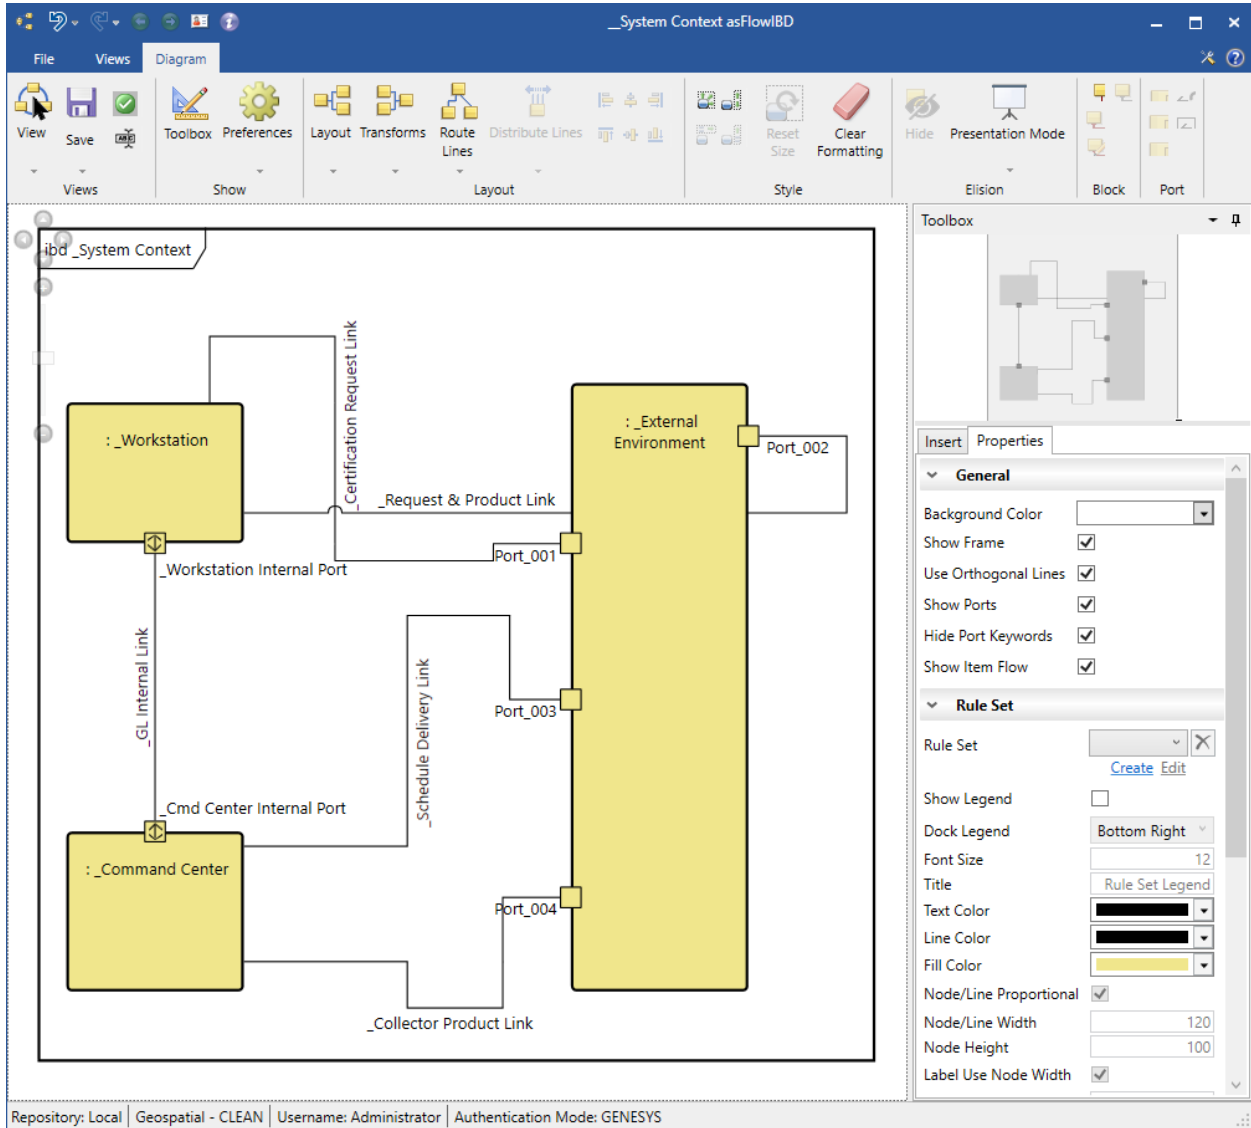 _System Context asFlowIBD
File Views Diagram
View Save Toolbox Preferences Layout Transforms Route Lines Distribute Lines Reset Size Clear Formatting Hide Presentation Mode
Views Show Layout Style Elision Block Port
ibd _System Context
_Certification Request Link
: _Workstation
: _External
Environment
Port_002
_Request & Product Link
Port_001
_Workstation Internal Port
_GL Internal Link
_Schedule Delivery Link
Port_003
_Cmd Center Internal Port
: _Command Center
Port_004
_Collector Product Link
Toolbox
Insert Properties
General
Background Color
Show Frame
Use Orthogonal Lines
Show Ports
Hide Port Keywords
Show Item Flow
Rule Set
Rule Set
Create Edit
Show Legend
Dock Legend Bottom Right
Font Size 12
Title Rule Set Legend
Text Color
Line Color
Fill Color
Node/Line Proportional
Node/Line Width 120
Node Height 100
Label Use Node Width
Repository: Local Geospatial - CLEAN Username: Administrator Authentication Mode: GENESYS